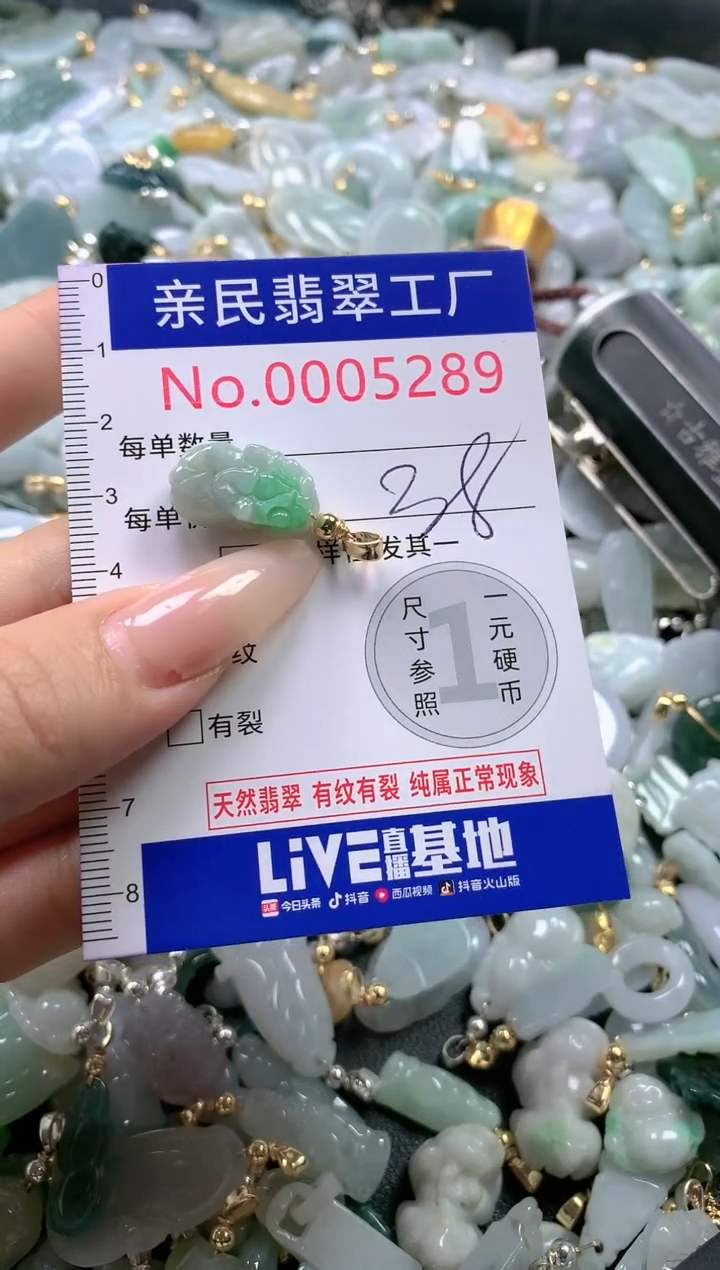 亲民翡翠工厂
No.0005289
每单数量
每单
38
发其一
纹
有裂
尺寸参照
1
一元硬币
天然翡翠 有纹有裂 纯属正常现象
LiVE直播基地
头条 今日头条 抖音 西瓜视频 抖音火山版
0
1
2
3
4
7
8